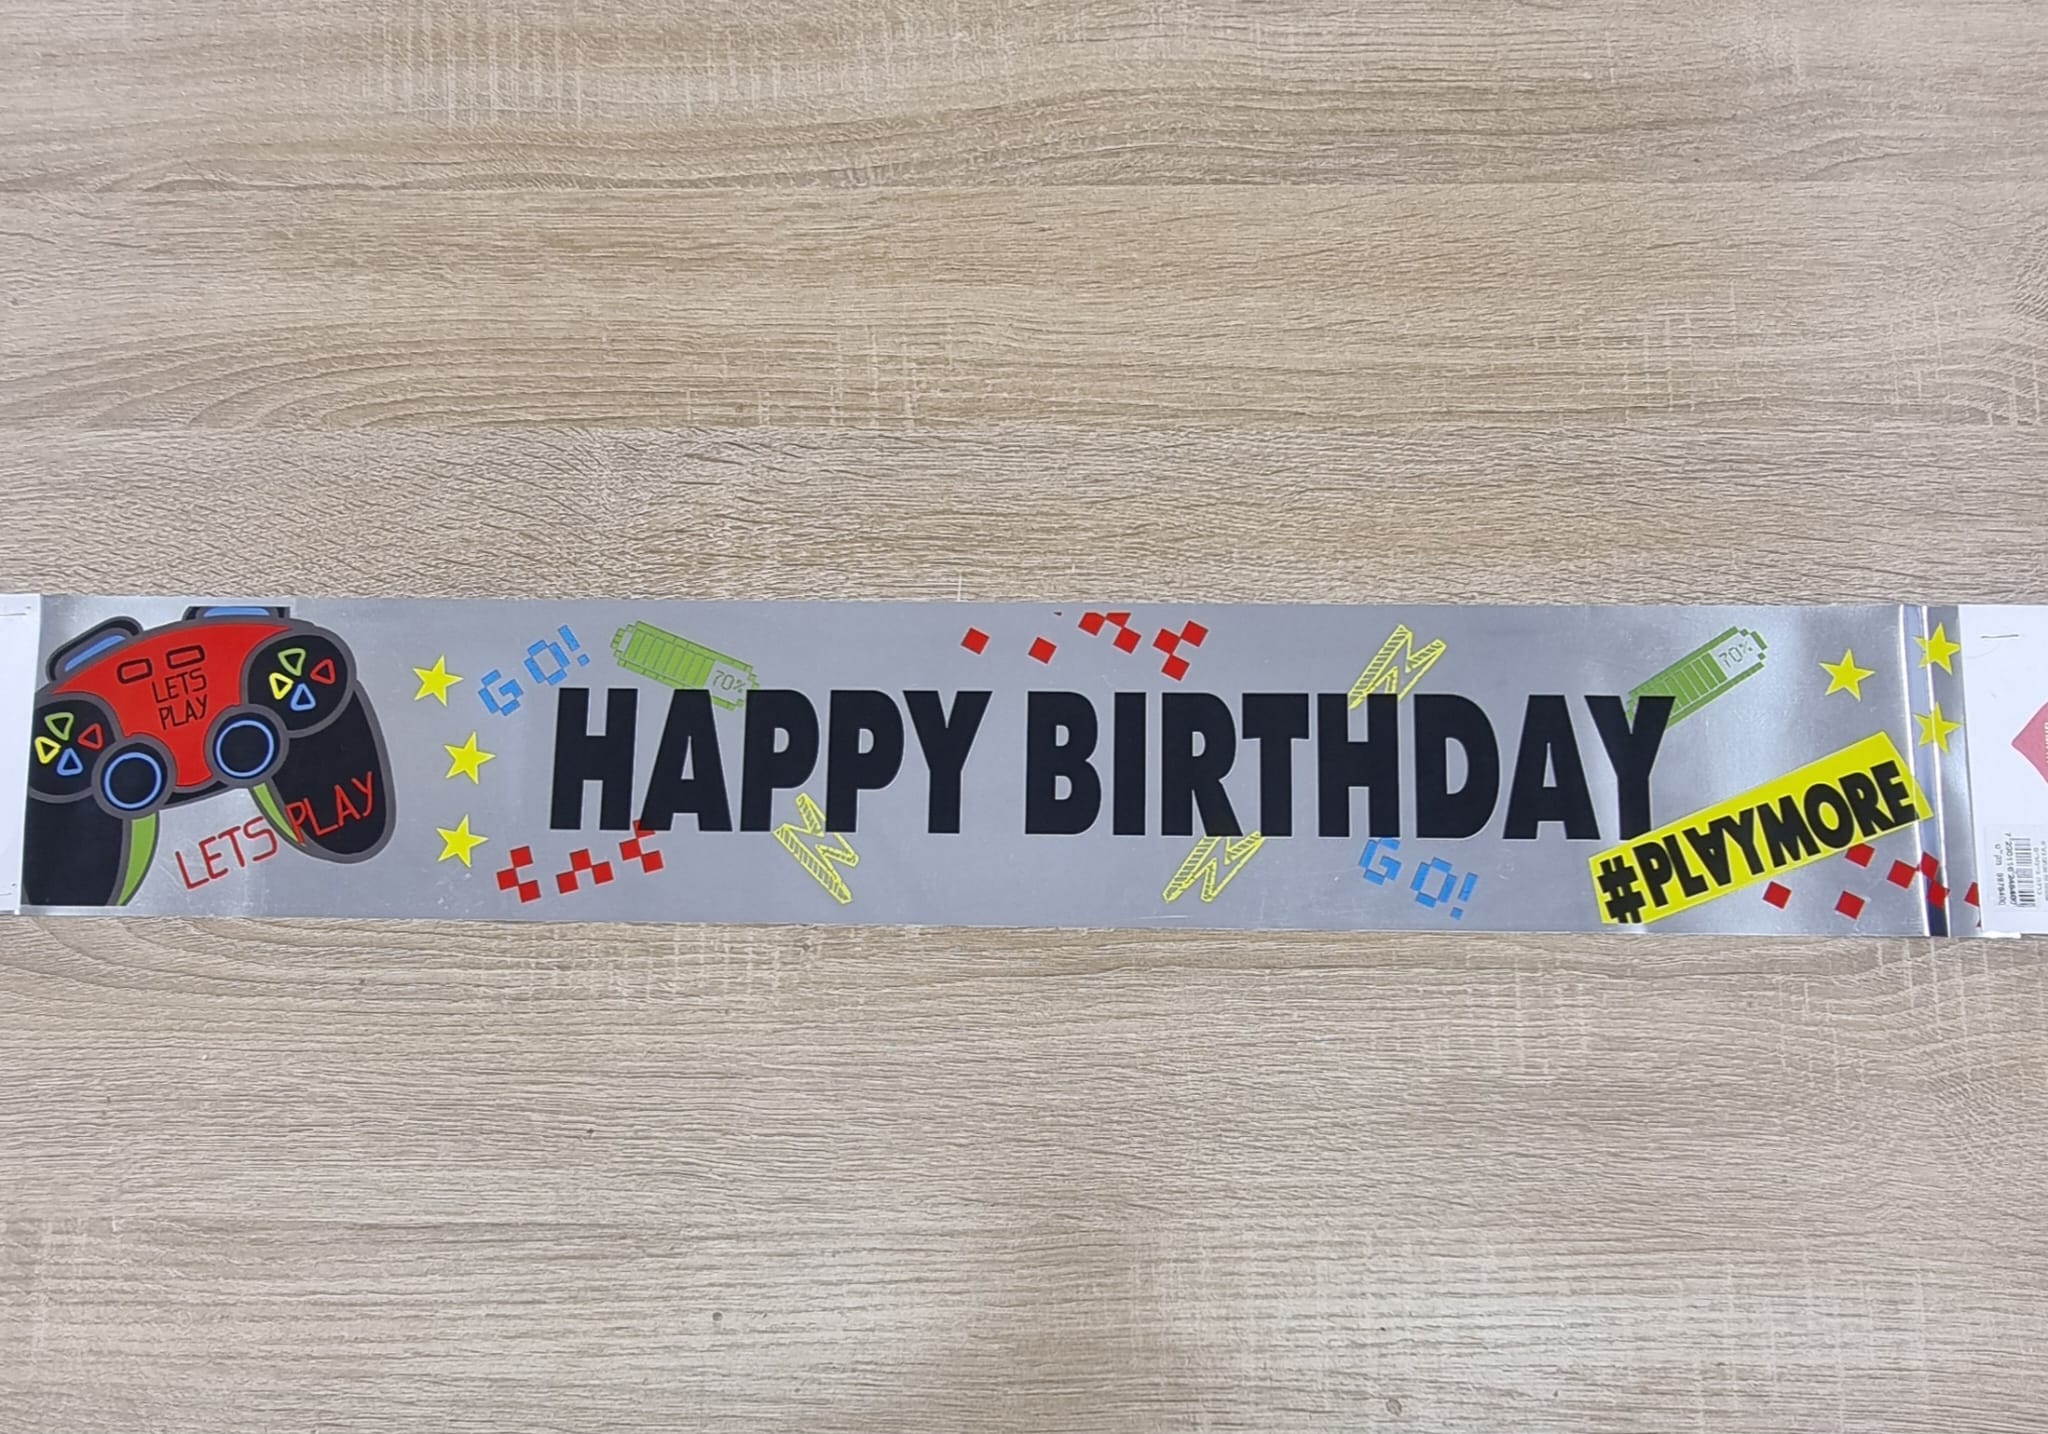 LETS
PLAY
LETS PLAY
GO!
70%
HAPPY BIRTHDAY
70%
GO!
#PLAYMORE